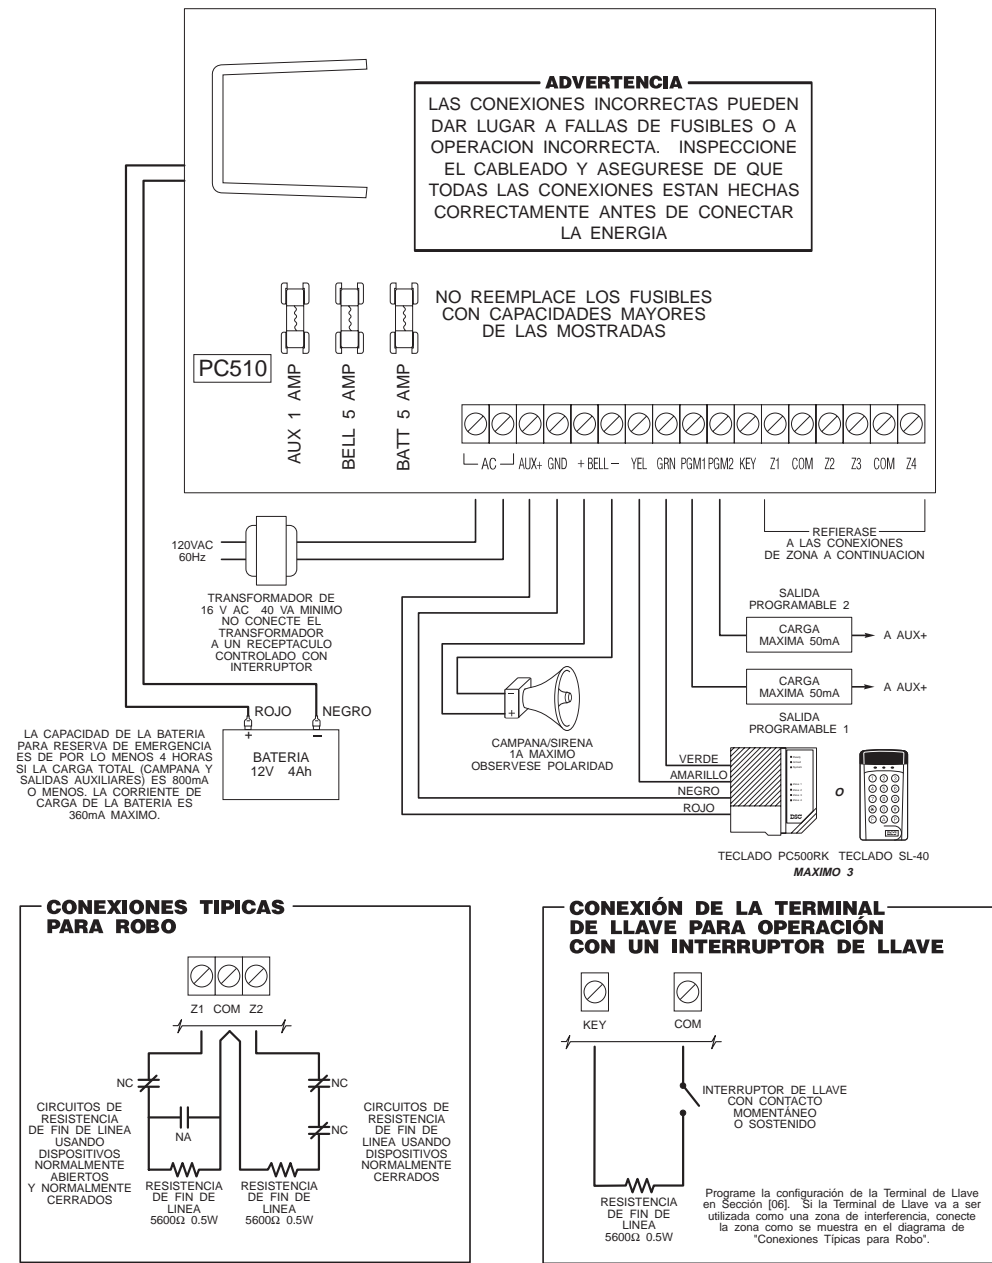 ADVERTENCIA
LAS CONEXIONES INCORRECTAS PUEDEN
DAR LUGAR A FALLAS DE FUSIBLES O A
OPERACION INCORRECTA. INSPECCIONE
EL CABLEADO Y ASEGURESE DE QUE
TODAS LAS CONEXIONES ESTAN HECHAS
CORRECTAMENTE ANTES DE CONECTAR
LA ENERGIA
NO REEMPLACE LOS FUSIBLES
CON CAPACIDADES MAYORES
DE LAS MOSTRADAS
PC510
AUX 1 AMP
BELL 5 AMP
BATT 5 AMP
AC AUX+ GND + BELL − YEL GRN PGM1 PGM2 KEY Z1 COM Z2 Z3 COM Z4
REFIERASE
A LAS CONEXIONES
DE ZONA A CONTINUACION
120VAC
60Hz
TRANSFORMADOR DE
16 V AC 40 VA MINIMO
NO CONECTE EL
TRANSFORMADOR
A UN RECEPTACULO
CONTROLADO CON
INTERRUPTOR
SALIDA
PROGRAMABLE 2
CARGA
MAXIMA 50mA
A AUX+
CARGA
MAXIMA 50mA
A AUX+
SALIDA
PROGRAMABLE 1
ROJO
NEGRO
+ −
BATERIA
12V 4Ah
LA CAPACIDAD DE LA BATERIA
PARA RESERVA DE EMERGENCIA
ES DE POR LO MENOS 4 HORAS
SI LA CARGA TOTAL (CAMPANA Y
SALIDAS AUXILIARES) ES 800mA
O MENOS. LA CORRIENTE DE
CARGA DE LA BATERIA ES
360mA MAXIMO.
−
+
CAMPANA/SIRENA
1A MAXIMO
OBSERVESE POLARIDAD
VERDE
AMARILLO
NEGRO
ROJO
DSC
O
TECLADO PC500RK TECLADO SL-40
MAXIMO 3
CONEXIONES TIPICAS
PARA ROBO
Z1 COM Z2
NC
NC
NA
NC
CIRCUITOS DE
RESISTENCIA
DE FIN DE LINEA
USANDO
DISPOSITIVOS
NORMALMENTE
ABIERTOS
Y NORMALMENTE
CERRADOS
RESISTENCIA
DE FIN DE
LINEA
5600Ω 0.5W
RESISTENCIA
DE FIN DE
LINEA
5600Ω 0.5W
CIRCUITOS DE
RESISTENCIA
DE FIN DE
LINEA USANDO
DISPOSITIVOS
NORMALMENTE
CERRADOS
CONEXIÓN DE LA TERMINAL
DE LLAVE PARA OPERACIÓN
CON UN INTERRUPTOR DE LLAVE
KEY
COM
INTERRUPTOR DE LLAVE
CON CONTACTO
MOMENTÁNEO
O SOSTENIDO
RESISTENCIA
DE FIN DE
LINEA
5600Ω 0.5W
Programe la configuración de la Terminal de Llave
en Sección [06]. Si la Terminal de Llave va a ser
utilizada como una zona de interferencia, conecte
la zona como se muestra en el diagrama de
"Conexiones Típicas para Robo".